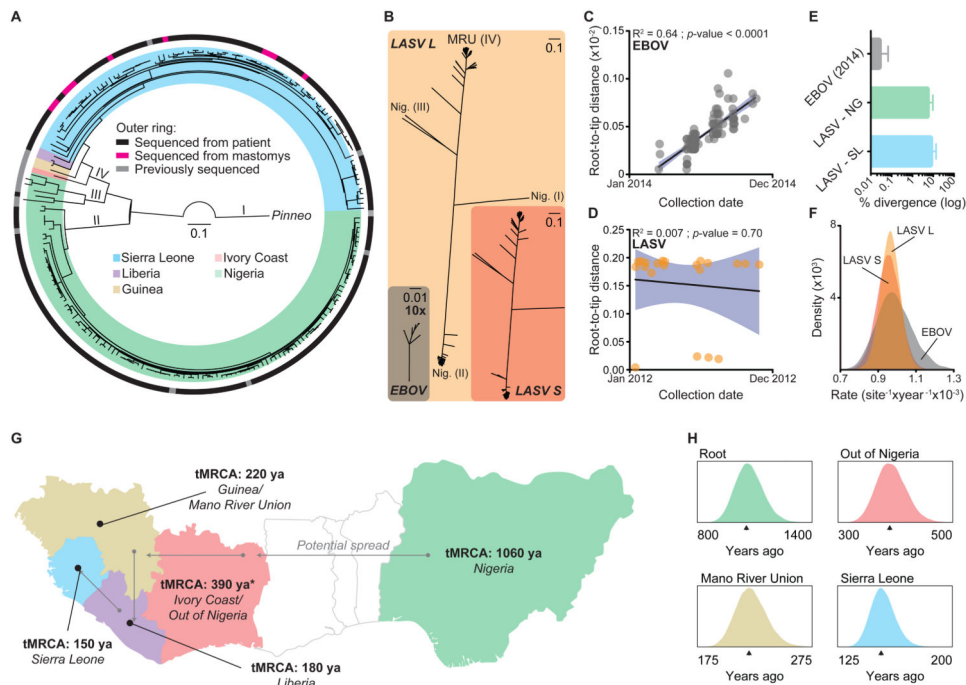 A
Outer ring:
Sequenced from patient
Sequenced from mastomys
Previously sequenced
IV
III
II
I
Pinneo
0.1
Sierra Leone
Liberia
Guinea
Ivory Coast
Nigeria
B
LASV L
MRU (IV)
0.1
Nig. (III)
Nig. (I)
0.1
0.01
10x
EBOV
Nig. (II)
LASV S
C
R² = 0.64 ; p-value < 0.0001
EBOV
Root-to-tip distance (x10⁻²)
0.15
0.10
0.05
0.00
Jan 2014
Dec 2014
Collection date
D
R² = 0.007 ; p-value = 0.70
LASV
Root-to-tip distance
0.25
0.20
0.15
0.10
0.05
0.00
Jan 2012
Dec 2012
Collection date
E
EBOV (2014)
LASV - NG
LASV - SL
0.01
0.1
10⁰
10¹
10²
% divergence (log)
F
LASV L
LASV S
EBOV
Density (x10³)
8
4
0
0.7
0.9
1.1
1.3
Rate (site⁻¹xyear⁻¹x10⁻³)
G
tMRCA: 220 ya
Guinea/
Mano River Union
Potential spread
tMRCA: 1060 ya
Nigeria
tMRCA: 390 ya*
Ivory Coast/
Out of Nigeria
tMRCA: 150 ya
Sierra Leone
tMRCA: 180 ya
Liberia
H
Root
800
1400
Years ago
Out of Nigeria
300
500
Years ago
Mano River Union
175
275
Years ago
Sierra Leone
125
200
Years ago